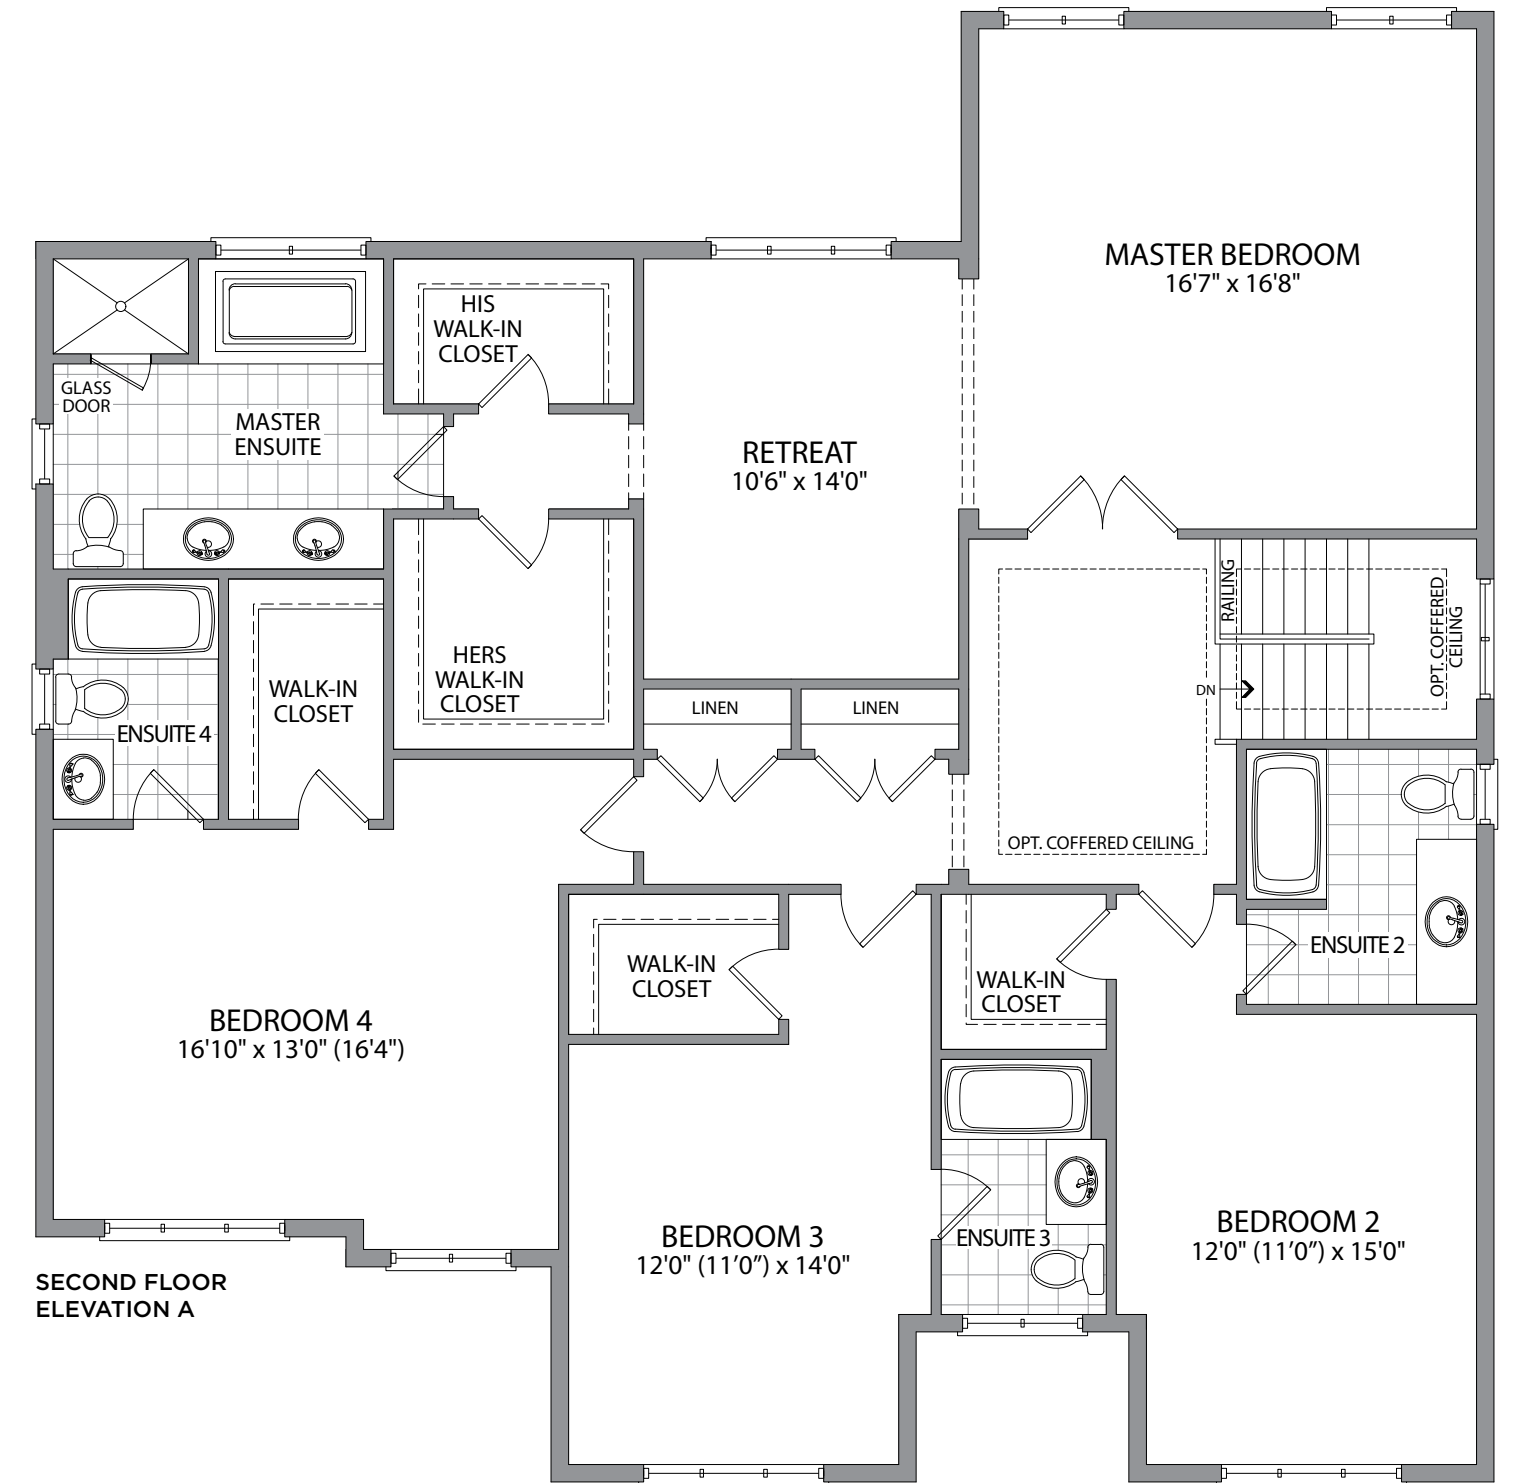 MASTER BEDROOM
16'7" x 16'8"
HIS
WALK-IN
CLOSET
GLASS
DOOR
MASTER
ENSUITE
RETREAT
10'6" x 14'0"
RAILING
OPT. COFFERED
CEILING
HERS
WALK-IN
CLOSET
WALK-IN
CLOSET
ENSUITE 4
LINEN
LINEN
DN
OPT. COFFERED CEILING
ENSUITE 2
WALK-IN
CLOSET
WALK-IN
CLOSET
BEDROOM 4
16'10" x 13'0" (16'4")
BEDROOM 3
12'0" (11’0”) x 14'0"
ENSUITE 3
BEDROOM 2
12'0" (11’0”) x 15'0"
SECOND FLOOR
ELEVATION A